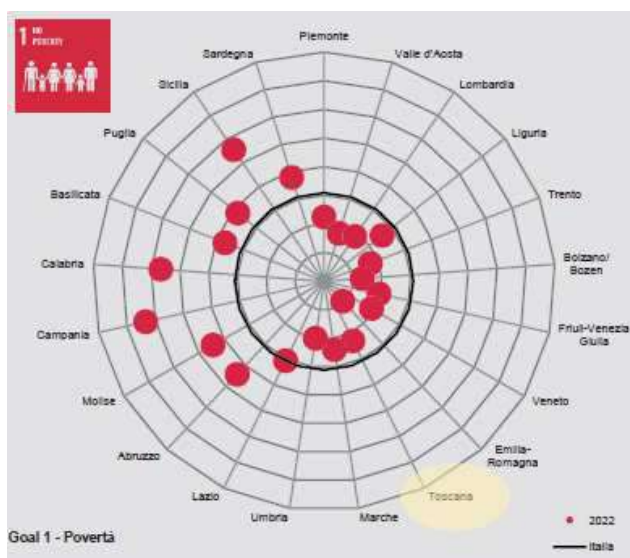 1 NO
POVERTY
Piemonte
Valle d'Aosta
Lombardia
Liguria
Trento
Bolzano/
Bozen
Friuli-Venezia
Giulia
Veneto
Emilia-
Romagna
Toscana
Marche
Umbria
Lazio
Abruzzo
Molise
Campania
Calabria
Basilicata
Puglia
Sicilia
Sardegna
2022
Italia
Goal 1 - Povertà